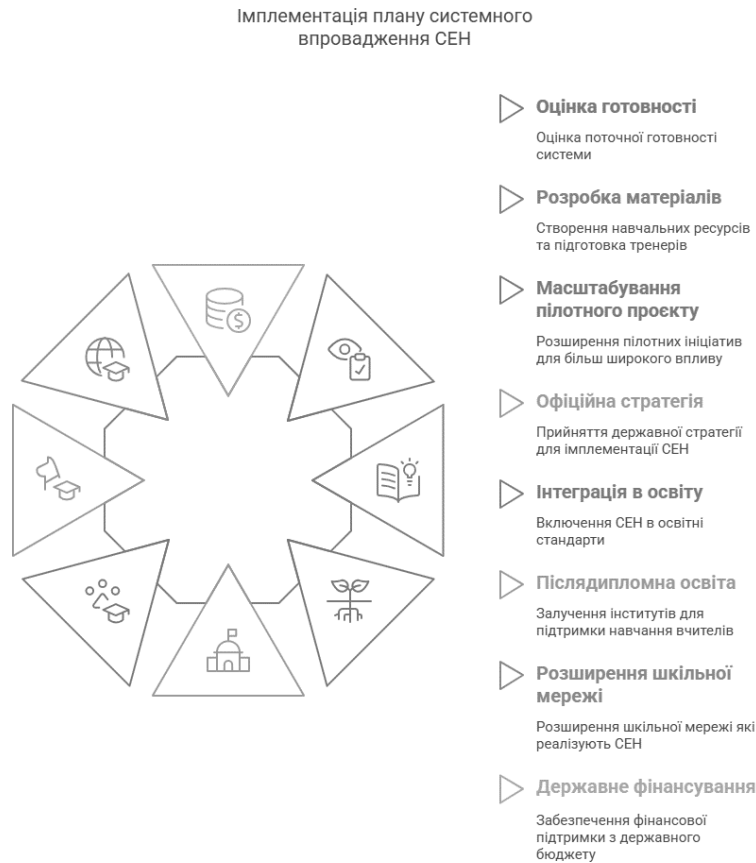 Імплементація плану системного
впровадження СЕН
Оцінка готовності
Оцінка поточної готовності
системи
Розробка матеріалів
Створення навчальних ресурсів
та підготовка тренерів
Масштабування
пілотного проєкту
Розширення пілотних ініціатив
для більш широкого впливу
Офіційна стратегія
Прийняття державної стратегії
для імплементації СЕН
Інтеграція в освіту
Включення СЕН в освітні
стандарти
Післядипломна освіта
Залучення інститутів для
підтримки навчання вчителів
Розширення шкільної
мережі
Розширення шкільної мережі які
реалізують СЕН
Державне фінансування
Забезпечення фінансової
підтримки з державного
бюджету